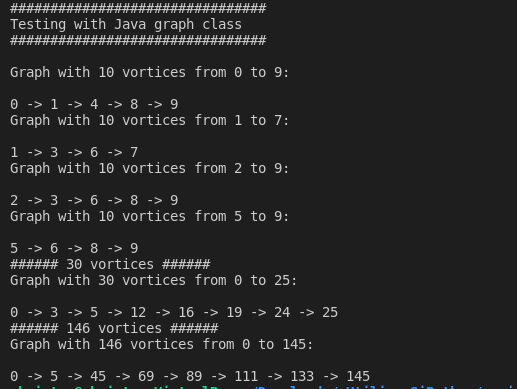 ################################
Testing with Java graph class
################################
Graph with 10 vortices from 0 to 9:
0 -> 1 -> 4 -> 8 -> 9
Graph with 10 vortices from 1 to 7:
1 -> 3 -> 6 -> 7
Graph with 10 vortices from 2 to 9:
2 -> 3 -> 6 -> 8 -> 9
Graph with 10 vortices from 5 to 9:
5 -> 6 -> 8 -> 9
###### 30 vortices ######
Graph with 30 vortices from 0 to 25:
0 -> 3 -> 5 -> 12 -> 16 -> 19 -> 24 -> 25
###### 146 vortices ######
Graph with 146 vortices from 0 to 145:
0 -> 5 -> 45 -> 69 -> 89 -> 111 -> 133 -> 145